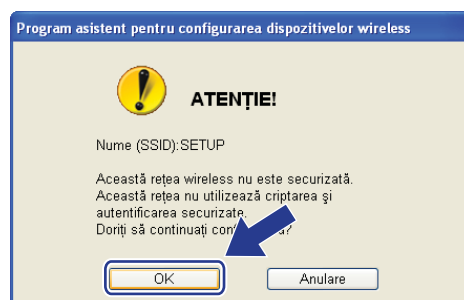 Program asistent pentru configurarea dispozitivelor wireless
ATENȚIE!
Nume (SSID):SETUP
Această rețea wireless nu este securizată.
Această rețea nu utilizează criptarea și
autentificarea securizate.
Doriți să continuați
OK
Anulare